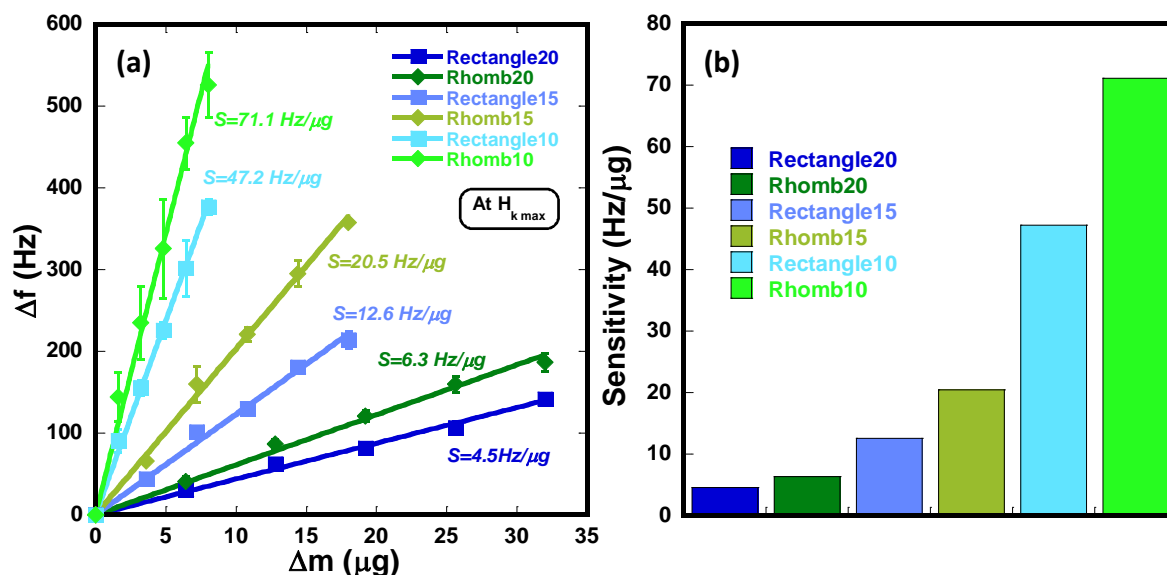 (a)
Rectangle20
Rhomb20
Rectangle15
Rhomb15
Rectangle10
Rhomb10
S=71.1 Hz/μg
S=47.2 Hz/μg
At H k max
S=20.5 Hz/μg
S=12.6 Hz/μg
S=6.3 Hz/μg
S=4.5Hz/μg
600
500
400
300
200
100
0
Δf (Hz)
0 5 10 15 20 25 30 35
Δm (μg)
(b)
Rectangle20
Rhomb20
Rectangle15
Rhomb15
Rectangle10
Rhomb10
80
70
60
50
40
30
20
10
0
Sensitivity (Hz/μg)